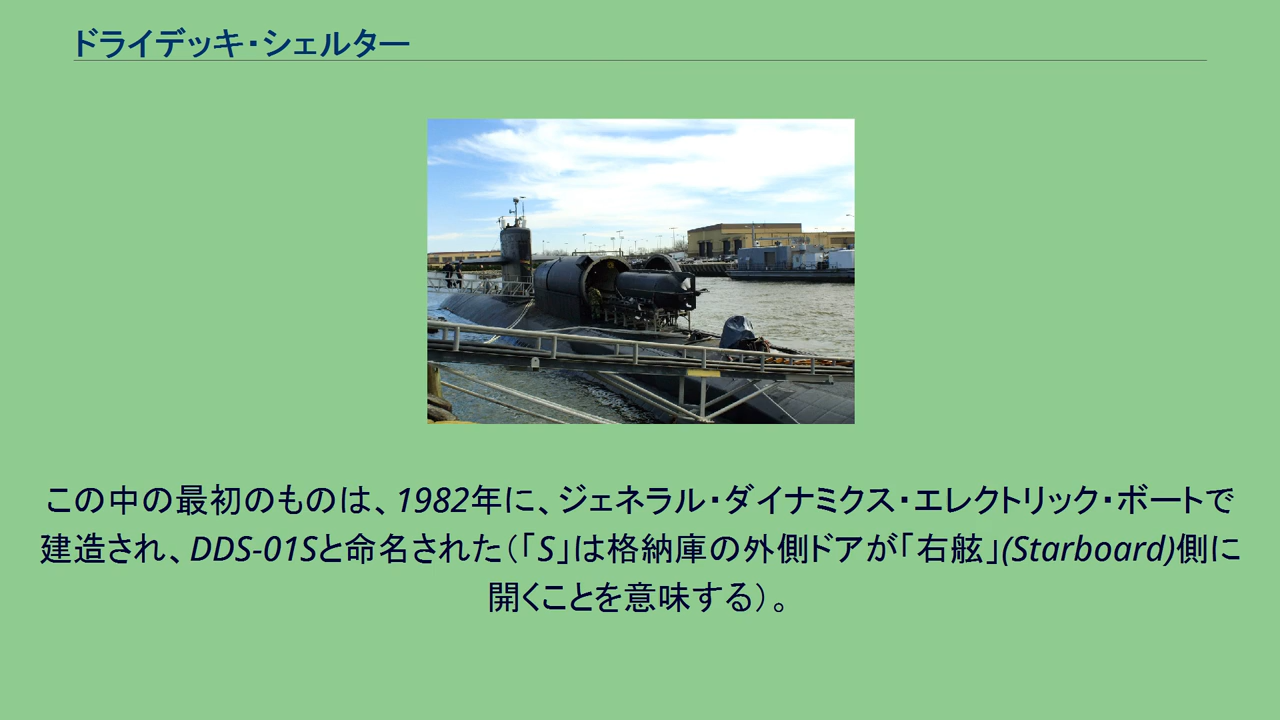 ドライデッキ・シェルター
この中の最初のものは、1982年に、ジェネラル・ダイナミクス・エレクトリック・ボートで
建造され、DDS-01Sと命名された（「S」は格納庫の外側ドアが「右舷」(Starboard)側に
開くことを意味する）。